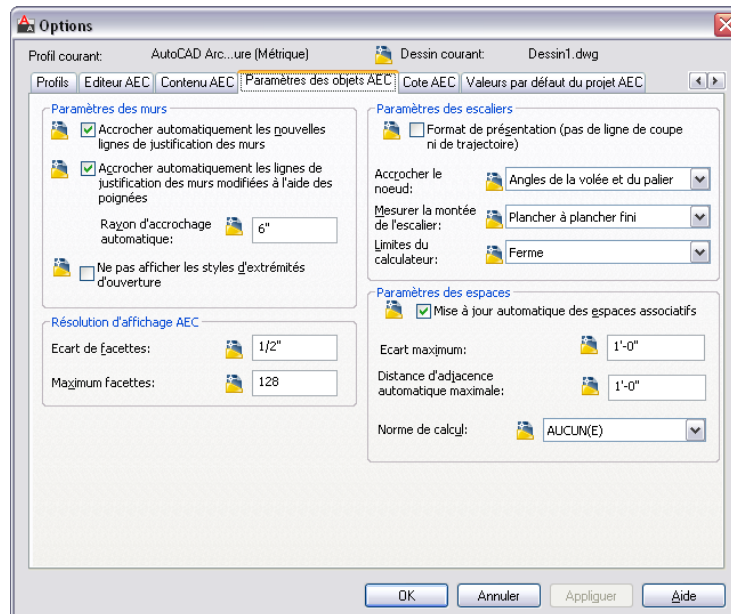 Options
Profil courant: AutoCAD Arc...ure (Métrique) Dessin courant: Dessin1.dwg
Profils Editeur AEC Contenu AEC Paramètres des objets AEC Cote AEC Valeurs par défaut du projet AEC
Paramètres des murs
Accrocher automatiquement les nouvelles
lignes de justification des murs
Accrocher automatiquement les lignes de
justification des murs modifiées à l'aide des
poignées
Rayon d'accrochage
automatique:
6"
Ne pas afficher les styles d'extrémités
d'ouverture
Résolution d'affichage AEC
Ecart de facettes: 1/2"
Maximum facettes: 128
Paramètres des escaliers
Format de présentation (pas de ligne de coupe
ni de trajectoire)
Accrocher le
noeud:
Angles de la volée et du palier
Mesurer la montée
de l'escalier:
Plancher à plancher fini
Limites du
calculateur:
Ferme
Paramètres des espaces
Mise à jour automatique des espaces associatifs
Ecart maximum: 1'-0"
Distance d'adjacence
automatique maximale:
1'-0"
Norme de calcul: AUCUN(E)
OK Annuler Appliquer Aide